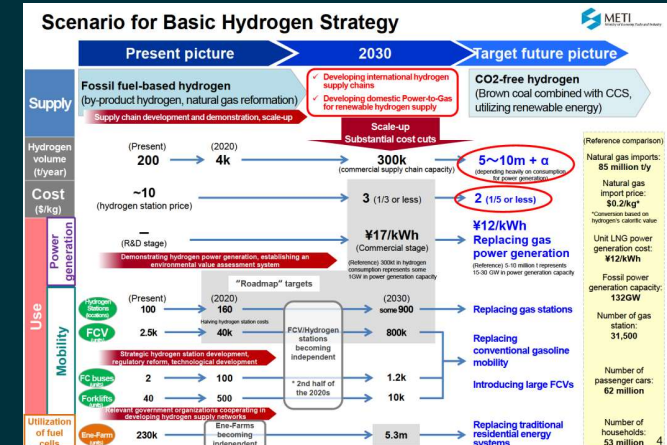 Scenario for Basic Hydrogen Strategy
METI
Ministry of Economy, Trade and Industry
Present picture
2030
Target future picture
Supply
Fossil fuel-based hydrogen
(by-product hydrogen, natural gas reformation)
Supply chain development and demonstration, scale-up
✓ Developing international hydrogen
supply chains
✓ Developing domestic Power-to-Gas
for renewable hydrogen supply
CO2-free hydrogen
(Brown coal combined with CCS,
utilizing renewable energy)
Scale-up
Substantial cost cuts
Hydrogen
volume
(t/year)
(Present)
200
(2020)
4k
300k
(commercial supply chain capacity)
5~10m + α
(depending heavily on consumption
for power generation)
Cost
($/kg)
~10
(hydrogen station price)
3 (1/3 or less)
2 (1/5 or less)
Use
Power
generation
–
(R&D stage)
¥17/kWh
(Commercial stage)
¥12/kWh
Replacing gas
power generation
Demonstrating hydrogen power generation, establishing an
environmental value assessment system
(Reference) 300kt in hydrogen
consumption represents some
1GW in power generation capacity
(Reference) 5-10 million t represents
15-30 GW in power generation capacity
"Roadmap" targets
Mobility
Hydrogen
Stations
(locations)
(Present)
100
(2020)
160
(2030)
some 900
Replacing gas stations
Halving hydrogen station costs
FCV
(units)
2.5k
40k
FCV/Hydrogen
stations
becoming
independent
* 2nd half of
the 2020s
800k
Replacing
conventional gasoline
mobility
Strategic hydrogen station development,
regulatory reform, technological development
FC buses
(units)
2
100
1.2k
Introducing large FCVs
Forklifts
(units)
40
500
10k
Relevant government organizations cooperating in
developing hydrogen supply networks
Utilization
of fuel
cells
Ene-Farm
(units)
230k
Ene-Farms
becoming
independent
5.3m
Replacing traditional
residential energy
systems
(Reference comparison)
Natural gas imports:
85 million t/y
Natural gas
import price:
$0.2/kg*
*Conversion based on
hydrogen's calorific value
Unit LNG power
generation cost:
¥12/kWh
Fossil power
generation capacity:
132GW
Number of gas
station:
31,500
Number of
passenger cars:
62 million
Number of
households:
53 million
4